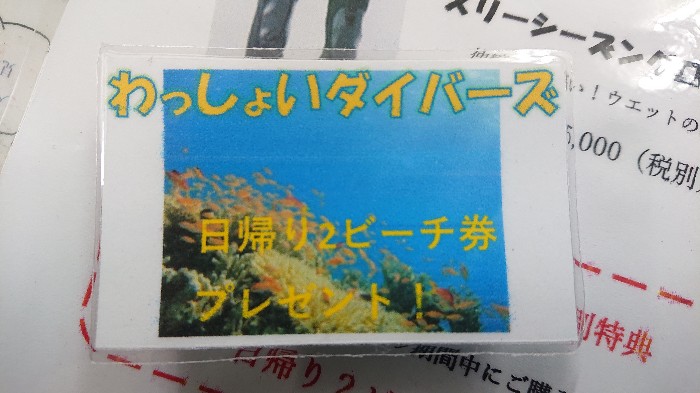 スリーシーズン
い！ウエットの
5,000（税別
わっしょいダイバーズ
日帰り2ビーチ券
プレゼント！
別特典
日帰り2
期間中にご購